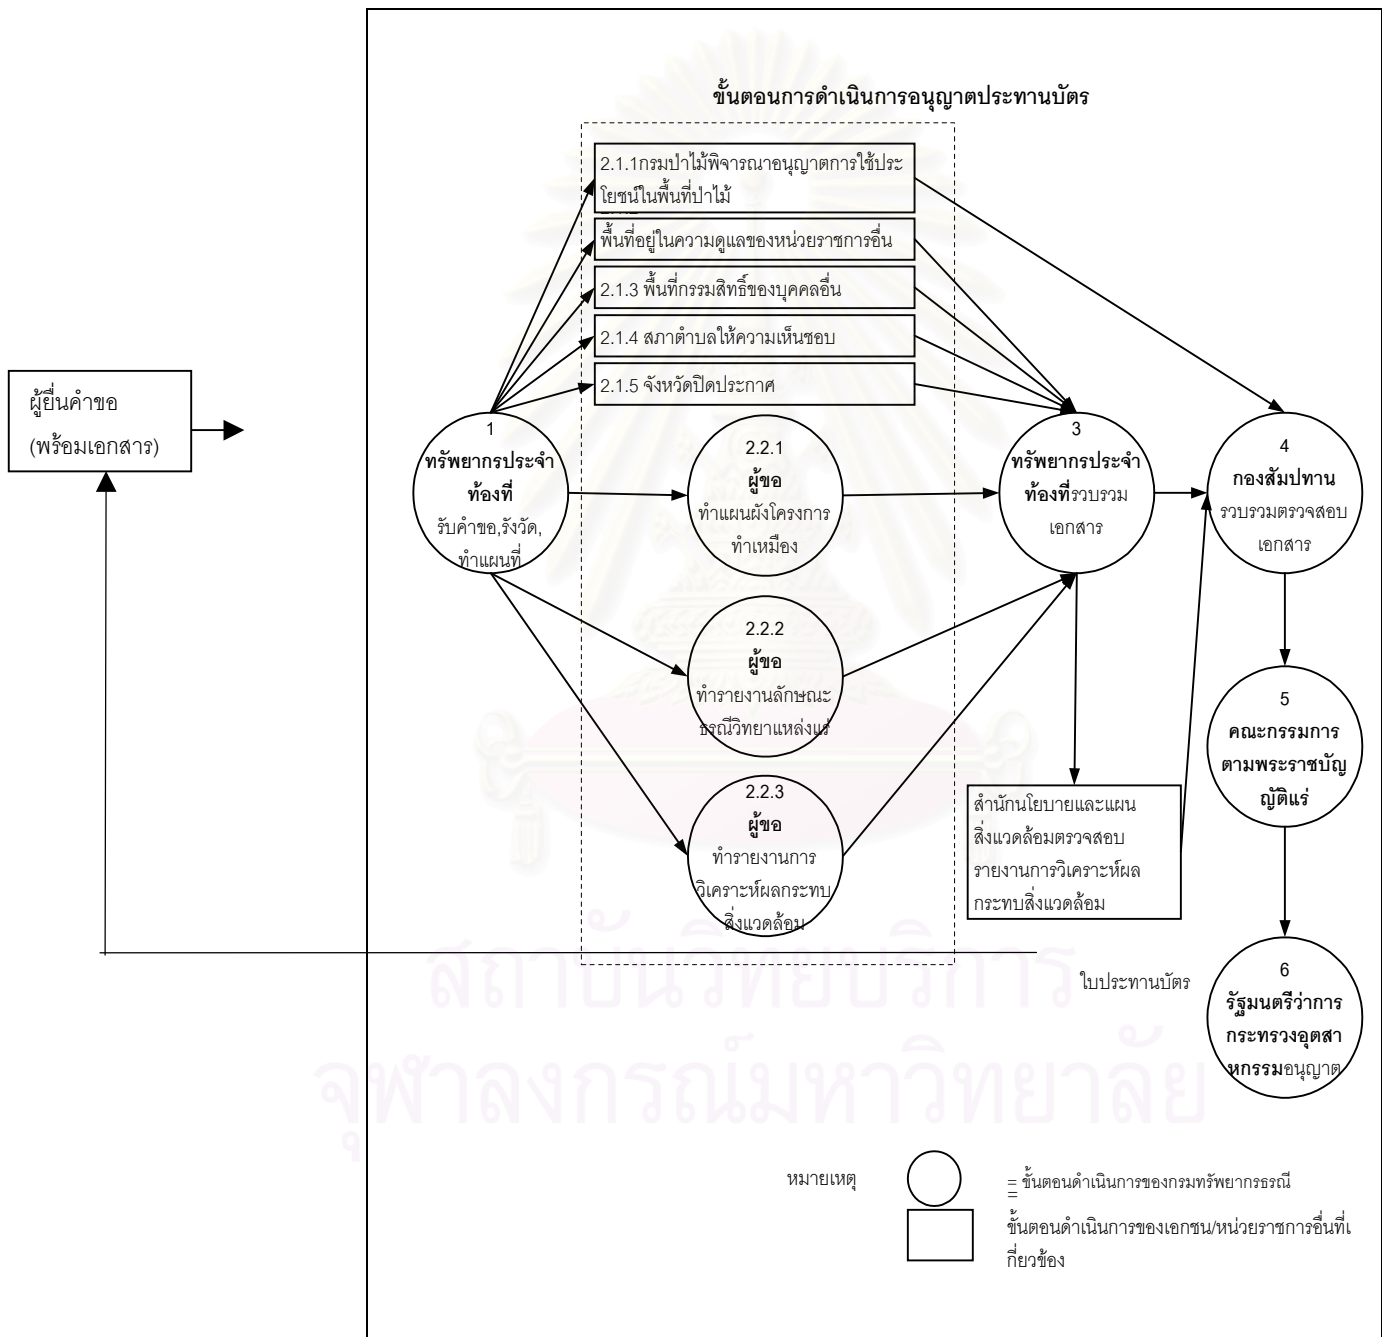 ขั้นตอนการดำเนินการอนุญาตประทานบัตร
2.1.1กรมป่าไม้พิจารณาอนุญาตการใช้ประ
โยชน์ในพื้นที่ป่าไม้
พื้นที่อยู่ในความดูแลของหน่วยราชการอื่น
2.1.3 พื้นที่กรรมสิทธิ์ของบุคคลอื่น
2.1.4 สภาตำบลให้ความเห็นชอบ
2.1.5 จังหวัดปิดประกาศ
ผู้ยื่นคำขอ
(พร้อมเอกสาร)
1
ทรัพยากรประจำ
ท้องที่
รับคำขอ,รังวัด,
ทำแผนที่
2.2.1
ผู้ขอ
ทำแผนผังโครงการ
ทำเหมือง
2.2.2
ผู้ขอ
ทำรายงานลักษณะ
ธรณีวิทยาแหล่งแร่
2.2.3
ผู้ขอ
ทำรายงานการ
วิเคราะห์ผลกระทบ
สิ่งแวดล้อม
3
ทรัพยากรประจำ
ท้องที่รวบรวม
เอกสาร
สำนักนโยบายและแผน
สิ่งแวดล้อมตรวจสอบ
รายงานการวิเคราะห์ผล
กระทบสิ่งแวดล้อม
4
กองสัมปทาน
รวบรวมตรวจสอบ
เอกสาร
5
คณะกรรมการ
ตามพระราชบัญ
ญัติแร่
6
รัฐมนตรีว่าการ
กระทรวงอุตสา
หกรรมอนุญาต
ใบประทานบัตร
สถาบันวิทยบริการ
จุฬาลงกรณ์มหาวิทยาลัย
หมายเหตุ
= ขั้นตอนดำเนินการของกรมทรัพยากรธรณี
=
ขั้นตอนดำเนินการของเอกชน/หน่วยราชการอื่นที่เ
กี่ยวข้อง